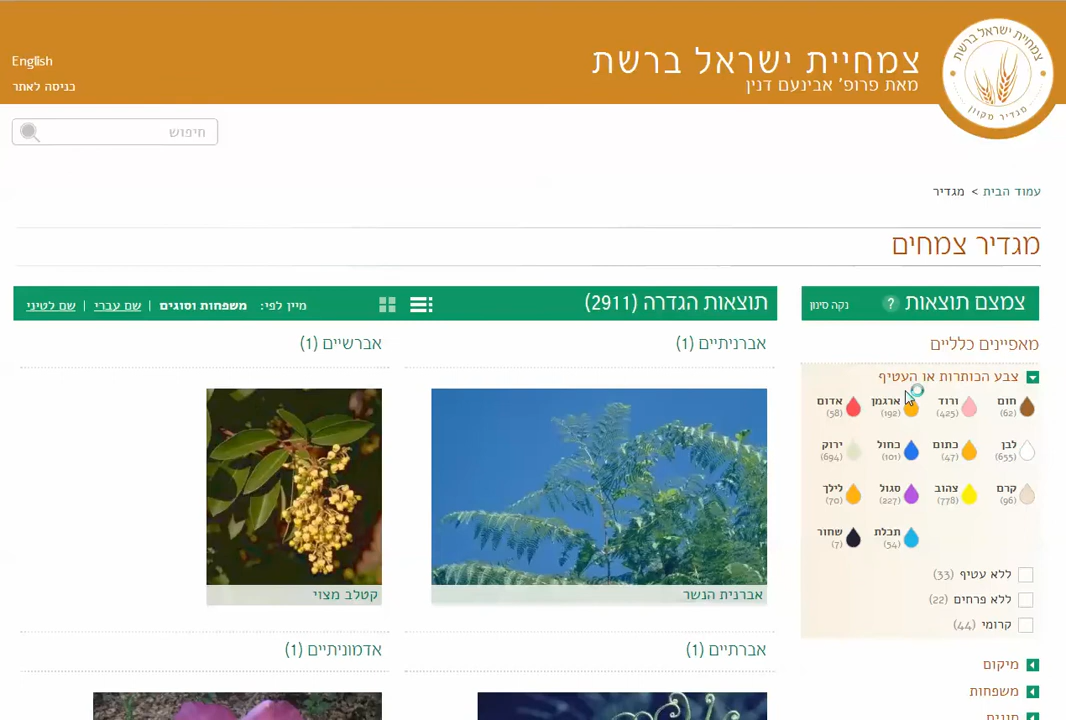 צמחיית ישראל ברשת
מאת פרופ' אבינעם דנין
צמחיית ישראל ברשת
מגדיר מקוון
English
כניסה לאתר
חיפוש
עמוד הבית > מגדיר
מגדיר צמחים
צמצם תוצאות ? נקה סינון
תוצאות הגדרה (2911)
מיין לפי: משפחות וסוגים | שם עברי | שם לטיני
מאפיינים כלליים
צבע הכותרות או העטיף
חום (62)
ורוד (425)
ארגמן (192)
אדום (58)
לבן (655)
כתום (47)
כחול (101)
ירוק (694)
קרם (96)
צהוב (778)
סגול (227)
לילך (70)
תכלת (54)
שחור (7)
ללא עטיף (33)
ללא פרחים (22)
קרומי (44)
מיקום
משפחות
אברניתיים (1)
אברשיים (1)
אברנית הנשר
קטלב מצוי
אברתיים (1)
אדמוניתיים (1)